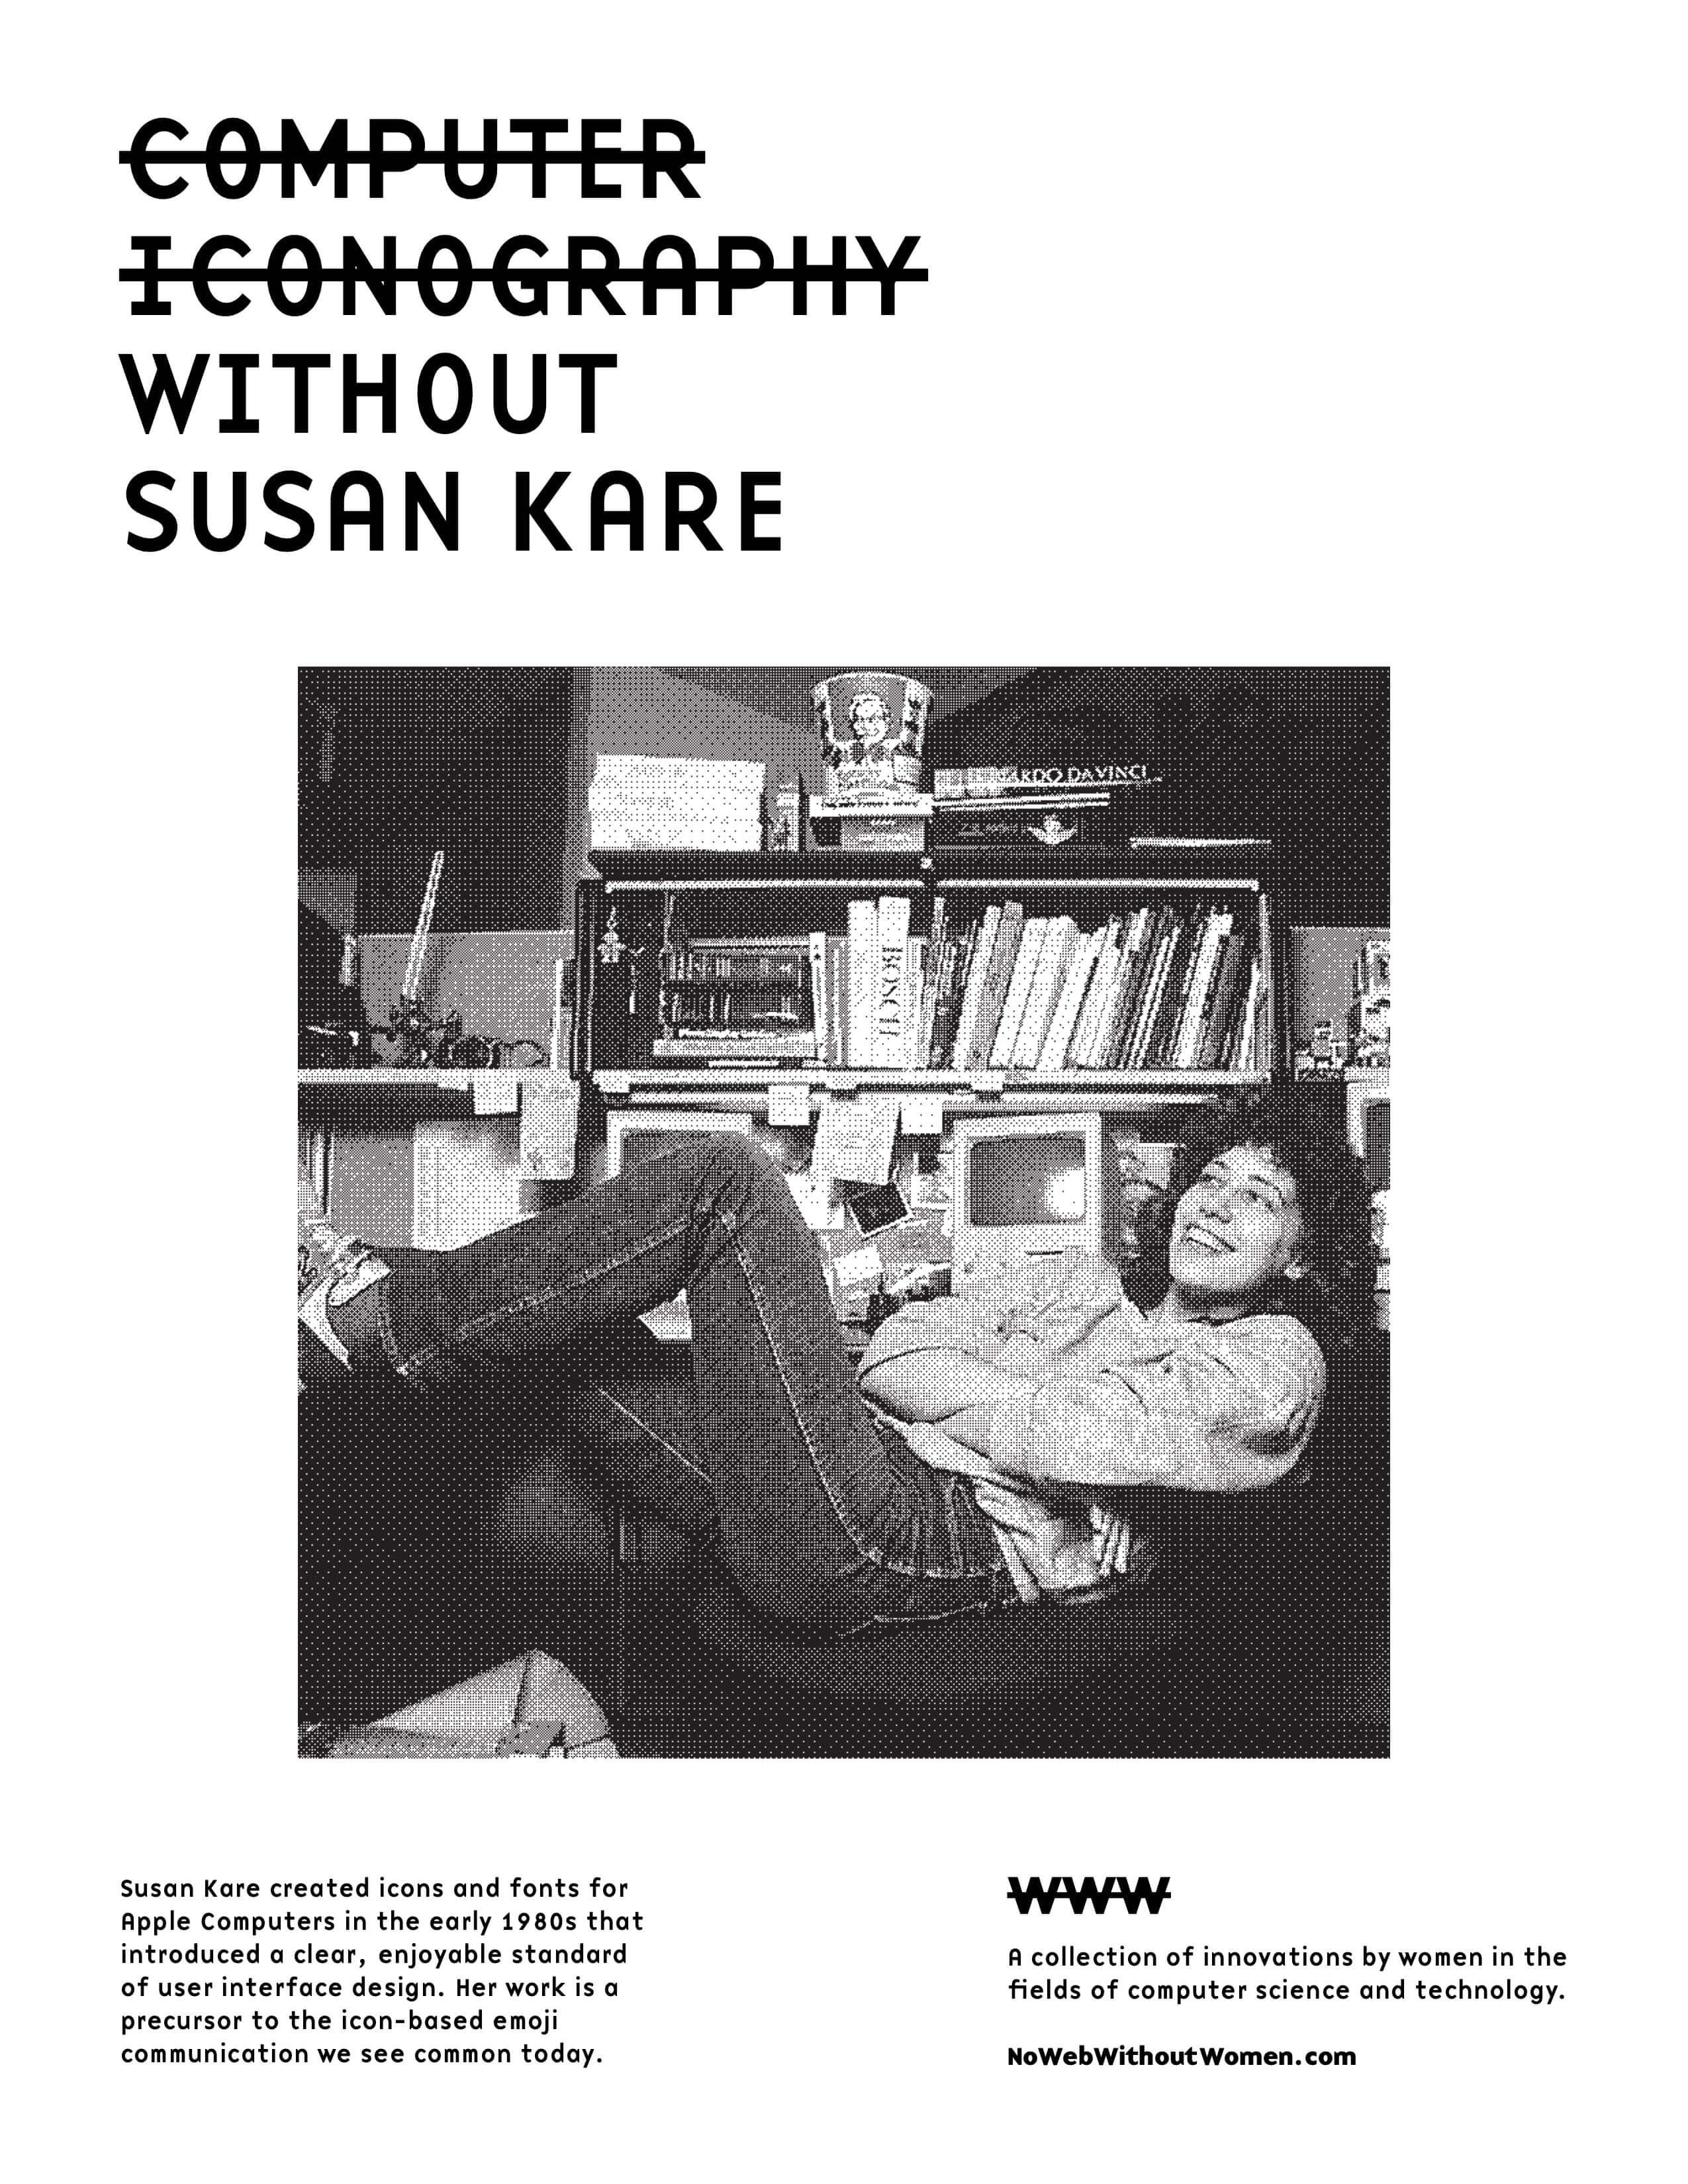 COMPUTER
ICONOGRAPHY
WITHOUT
SUSAN KARE
DA VINCI
Susan Kare created icons and fonts for
Apple Computers in the early 1980s that
introduced a clear, enjoyable standard
of user interface design. Her work is a
precursor to the icon-based emoji
communication we see common today.
WWW
A collection of innovations by women in the
fields of computer science and technology.
NoWebWithoutWomen.com